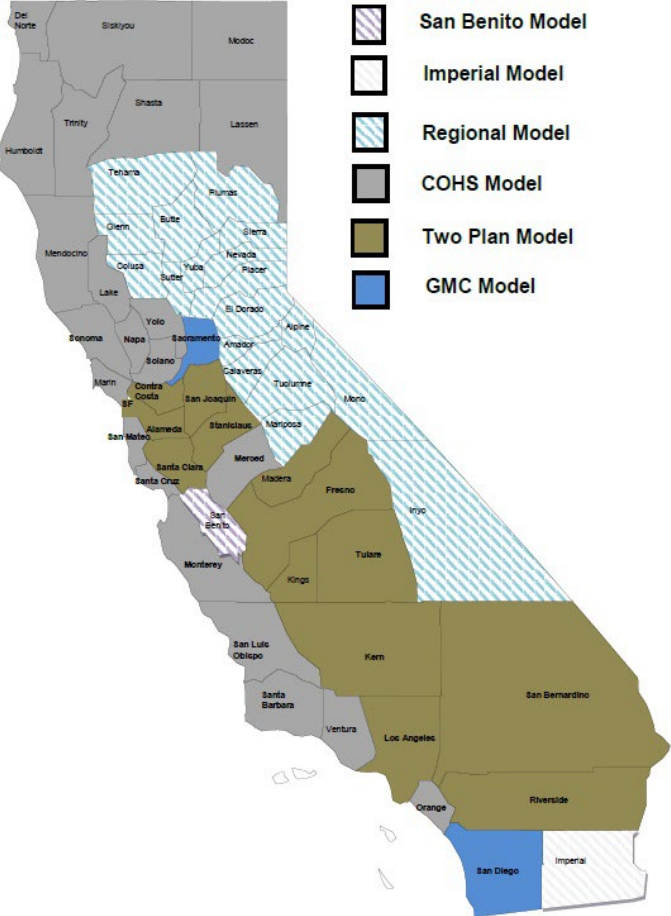 San Benito Model
Imperial Model
Regional Model
COHS Model
Two Plan Model
GMC Model
Del
Norte
Siskiyou
Modoc
Humboldt
Trinity
Shasta
Lassen
Tehama
Plumas
Glenn
Butte
Sierra
Mendocino
Colusa
Sutter
Yuba
Nevada
Placer
Lake
El Dorado
Yolo
Alpine
Sonoma
Napa
Sacramento
Amador
Solano
Calaveras
Marin
Contra
Costa
Tuolumne
Mono
SF
San Joaquin
Alameda
Stanislaus
Mariposa
San Mateo
Merced
Santa Clara
Santa Cruz
Madera
Fresno
San
Benito
Inyo
Monterey
Tulare
Kings
San Luis
Obispo
Kern
Santa
Barbara
San Bernardino
Ventura
Los Angeles
Orange
Riverside
San Diego
Imperial